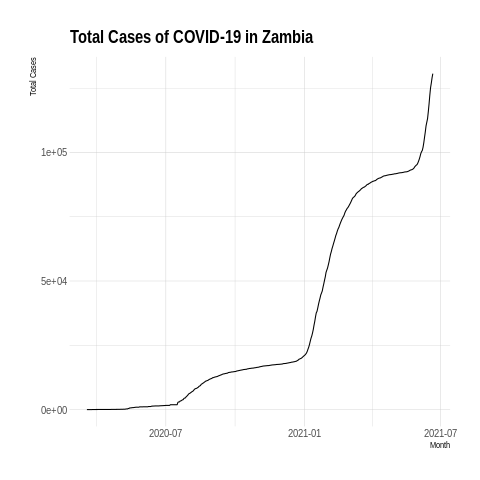 Total Cases of COVID-19 in Zambia
Total Cases
1e+05
5e+04
0e+00
2020-07
2021-01
2021-07
Month